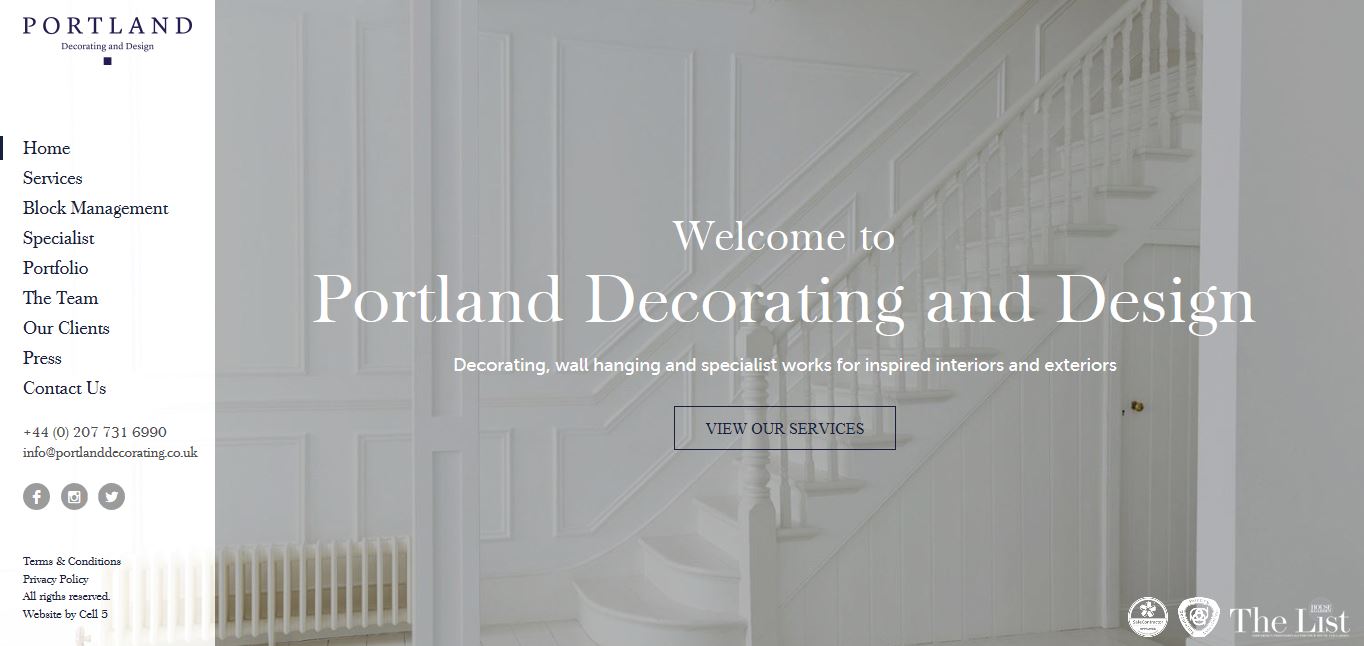 PORTLAND
Decorating and Design
Home
Services
Block Management
Specialist
Portfolio
The Team
Our Clients
Press
Contact Us
+44 (0) 207 731 6990
info@portlanddecorating.co.uk
Terms & Conditions
Privacy Policy
All rigths reserved.
Website by Cell 5
Welcome to
Portland Decorating and Design
Decorating, wall hanging and specialist works for inspired interiors and exteriors
VIEW OUR SERVICES
SafeContractor
APPROVED
HOUSE
The List